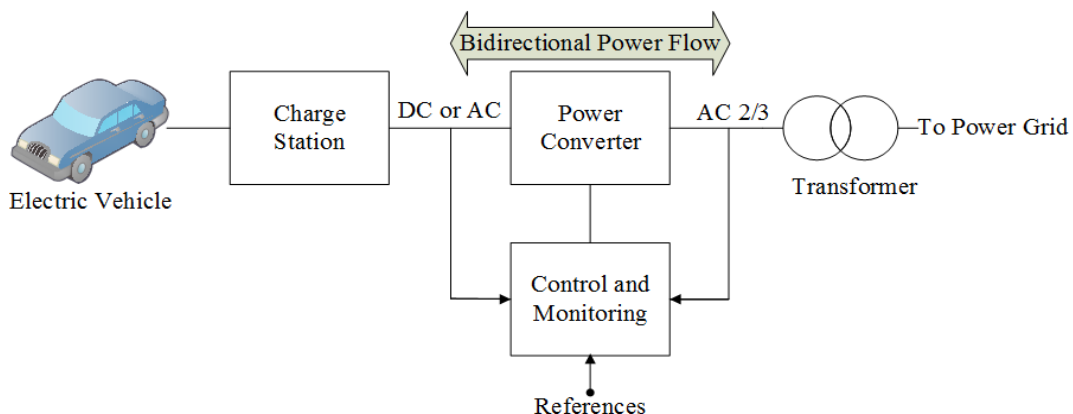 Bidirectional Power Flow
Charge
Station
DC or AC
Power
Converter
AC 2/3
To Power Grid
Transformer
Electric Vehicle
Control and
Monitoring
References